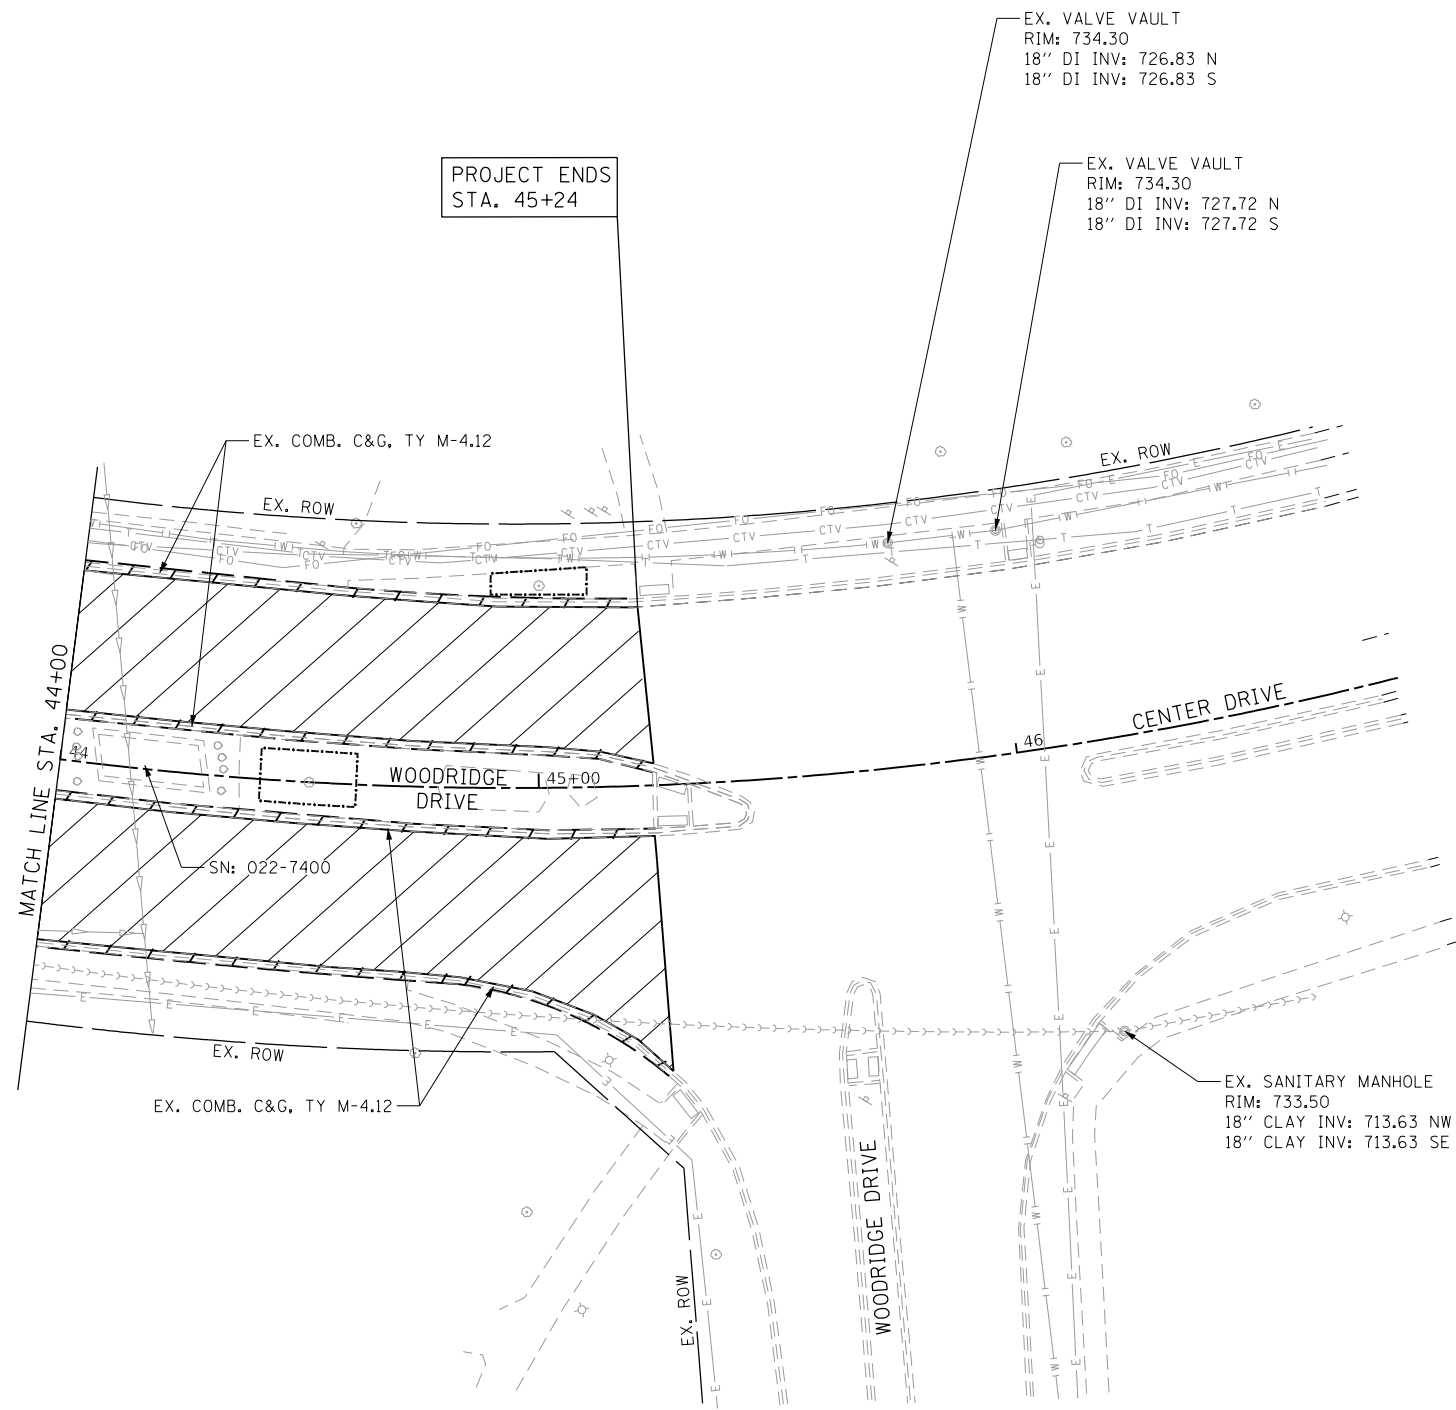 EX. VALVE VAULT
RIM: 734.30
18'' DI INV: 726.83 N
18'' DI INV: 726.83 S
EX. VALVE VAULT
RIM: 734.30
18'' DI INV: 727.72 N
18'' DI INV: 727.72 S
PROJECT ENDS
STA. 45+24
EX. COMB. C&G, TY M-4.12
EX. ROW
EX. ROW
MATCH LINE STA. 44+00
44
WOODRIDGE
DRIVE
45+00
46
CENTER DRIVE
SN: 022-7400
EX. ROW
EX. COMB. C&G, TY M-4.12
EX. SANITARY MANHOLE
RIM: 733.50
18'' CLAY INV: 713.63 NW
18'' CLAY INV: 713.63 SE
WOODRIDGE DRIVE
EX. ROW